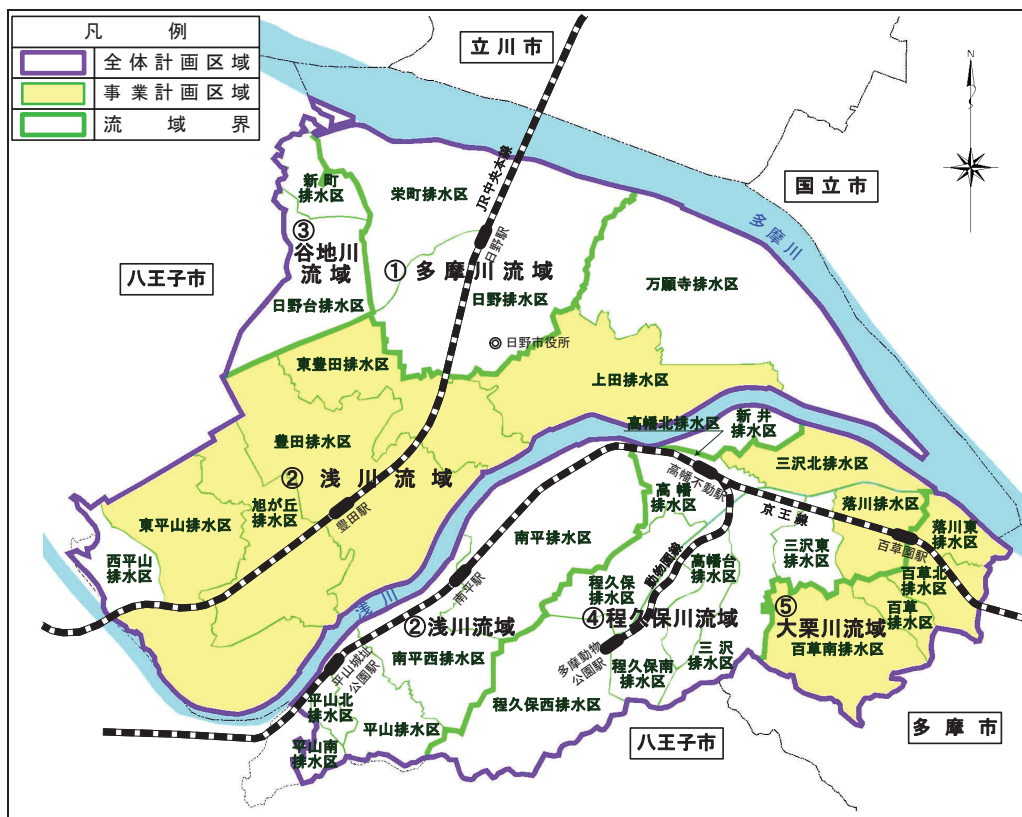 凡例
全体計画区域
事業計画区域
流域界
立川市
N
国立市
八王子市
多摩川
JR中央本線
日野駅
新町
排水区
栄町排水区
③
谷地川
流域
①多摩川流域
万願寺排水区
日野台排水区
日野排水区
日野市役所
東豊田排水区
上田排水区
高幡北排水区
新井
排水区
豊田排水区
三沢北排水区
②浅川流域
高幡不動駅
高幡
排水区
京王線
落川排水区
旭が丘
排水区
豊田駅
東平山排水区
落川東
排水区
百草園駅
南平排水区
三沢東
排水区
西平山
排水区
動物園線
高幡台
排水区
百草北
排水区
程久保
排水区
南平駅
浅川
百草
排水区
②浅川流域
④程久保川流域
⑤
大栗川流域
百草南排水区
多摩動物
公園駅
三沢
排水区
南平西排水区
平山城址
公園駅
程久保南
排水区
平山北
排水区
程久保西排水区
平山排水区
平山南
排水区
八王子市
多摩市